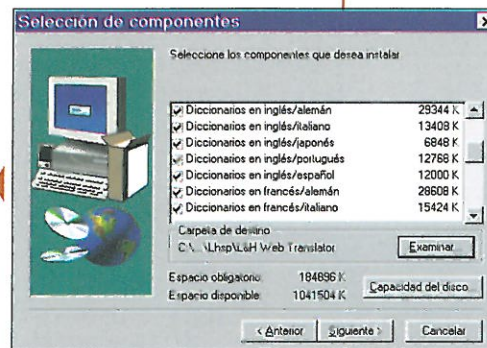 Selección de componentes
Seleccione los componentes que desea instalar
Diccionarios en inglés/alemán 29344 K
Diccionarios en inglés/italiano 13408 K
Diccionarios en inglés/japonés 6848 K
Diccionarios en inglés/portugués 12768 K
Diccionarios en inglés/español 12000 K
Diccionarios en francés/alemán 28608 K
Diccionarios en francés/italiano 15424 K
Carpeta de destino
C:\...\Lhsp\L&H Web Translator
Examinar...
Espacio obligatorio: 184896 K
Espacio disponible: 1041504 K
Capacidad del disco...
< Anterior Siguiente > Cancelar